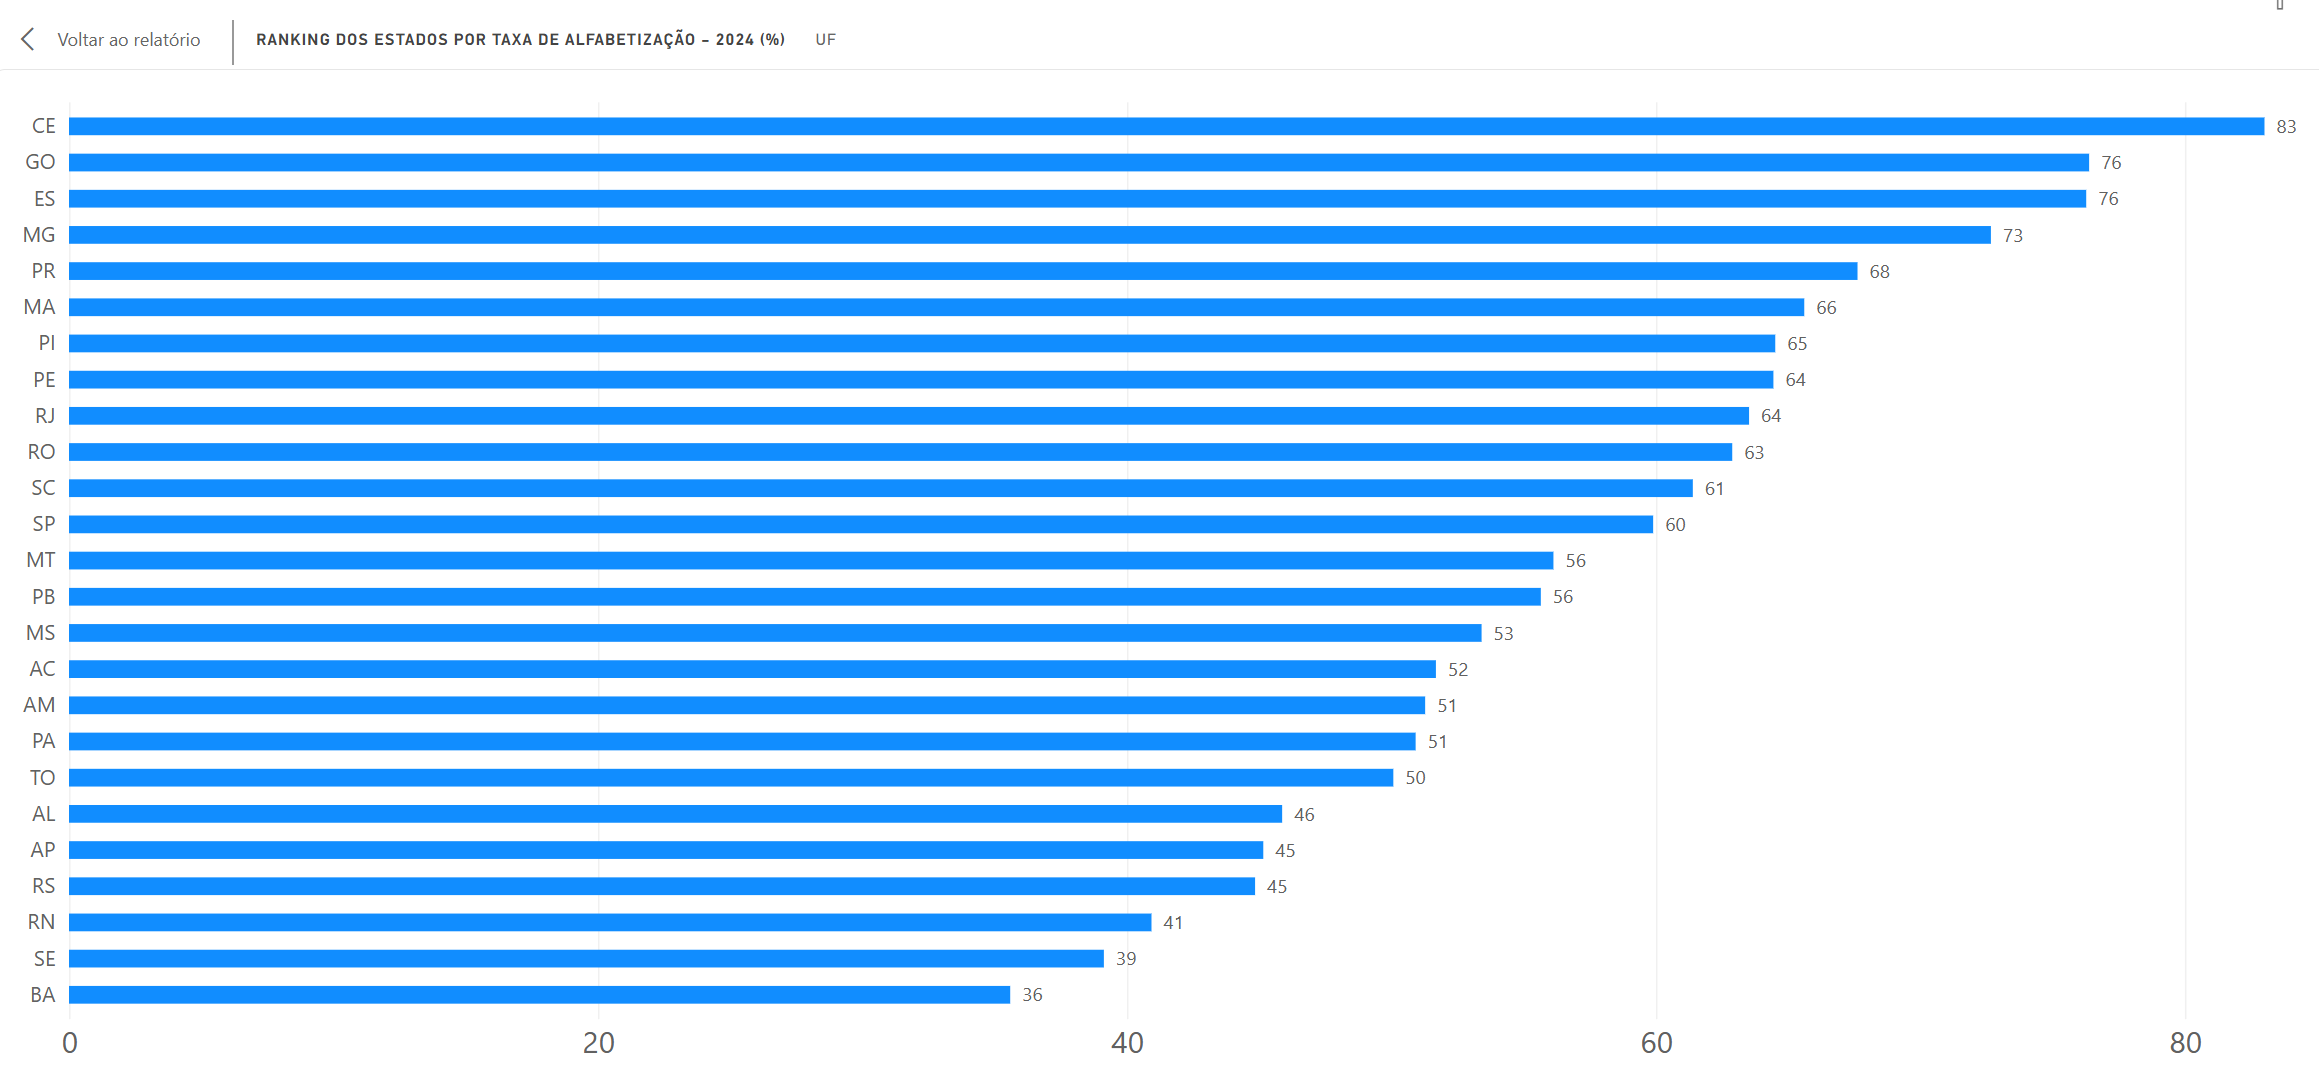 Voltar ao relatório
RANKING DOS ESTADOS POR TAXA DE ALFABETIZAÇÃO – 2024 (%) UF
CE 83
GO 76
ES 76
MG 73
PR 68
MA 66
PI 65
PE 64
RJ 64
RO 63
SC 61
SP 60
MT 56
PB 56
MS 53
AC 52
AM 51
PA 51
TO 50
AL 46
AP 45
RS 45
RN 41
SE 39
BA 36
0 20 40 60 80